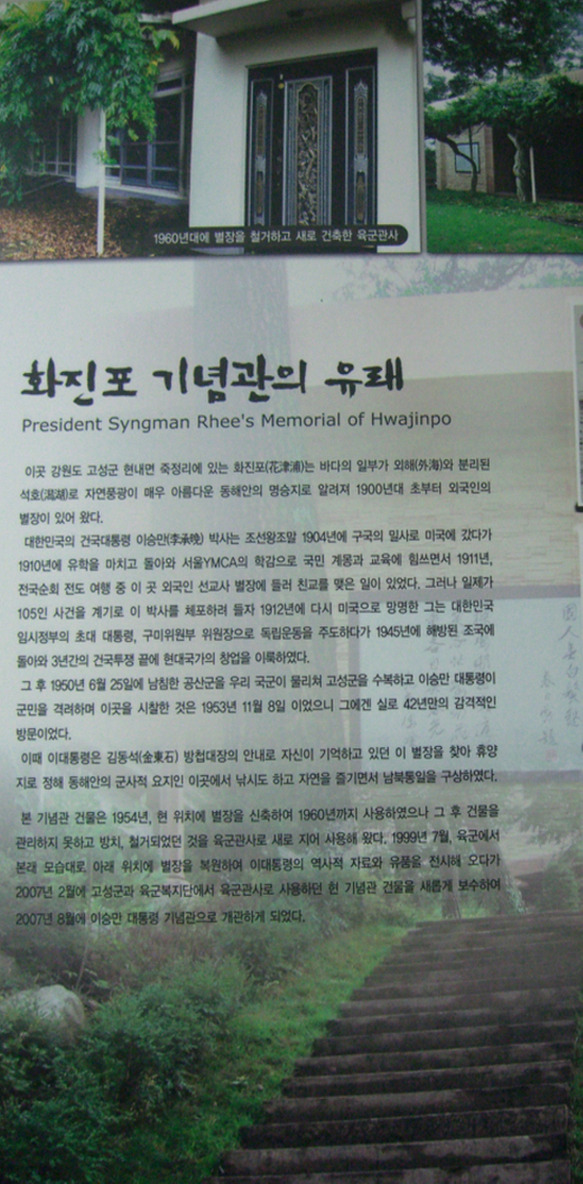 1960년대에 별장을 철거하고 새로 건축한 육군관사
화진포 기념관의 유래
President Syngman Rhee's Memorial of Hwajinpo
이곳 강원도 고성군 현내면 죽정리에 있는 화진포(花津浦)는 바다의 일부가 외해(外海)와 분리된
석호(潟湖)로 자연풍광이 매우 아름다운 동해안의 명승지로 알려져 1900년대 초부터 외국인의
별장이 있어 왔다.
대한민국의 건국대통령 이승만(李承晩) 박사는 조선왕조말 1904년에 구국의 밀사로 미국에 갔다가
1910년에 유학을 마치고 돌아와 서울YMCA의 학감으로 국민 계몽과 교육에 힘쓰면서 1911년,
전국순회 전도 여행 중 이 곳 외국인 선교사 별장에 들러 친교를 맺은 일이 있었다. 그러나 일제가
105인 사건을 계기로 이 박사를 체포하려 들자 1912년에 다시 미국으로 망명한 그는 대한민국
임시정부의 초대 대통령, 구미위원부 위원장으로 독립운동을 주도하다가 1945년에 해방된 조국에
돌아와 3년간의 건국투쟁 끝에 현대국가의 창업을 이룩하였다.
그 후 1950년 6월 25일에 남침한 공산군을 우리 국군이 물리쳐 고성군을 수복하고 이승만 대통령이
군민을 격려하며 이곳을 시찰한 것은 1953년 11월 8일 이었으니 그에겐 실로 42년만의 감격적인
방문이었다.
이때 이대통령은 김동석(金東石) 방첩대장의 안내로 자신이 기억하고 있던 이 별장을 찾아 휴양
지로 정해 동해안의 군사적 요지인 이곳에서 낚시도 하고 자연을 즐기면서 남북통일을 구상하였다.
본 기념관 건물은 1954년, 현 위치에 별장을 신축하여 1960년까지 사용하였으나 그 후 건물을
관리하지 못하고 방치, 철거되었던 것을 육군관사로 새로 지어 사용해 왔다. 1999년 7월, 육군에서
본래 모습대로 아래 위치에 별장을 복원하여 이대통령의 역사적 자료와 유품을 전시해 오다가
2007년 2월에 고성군과 육군복지단에서 육군관사로 사용하던 현 기념관 건물을 새롭게 보수하여
2007년 8월에 이승만 대통령 기념관으로 개관하게 되었다.